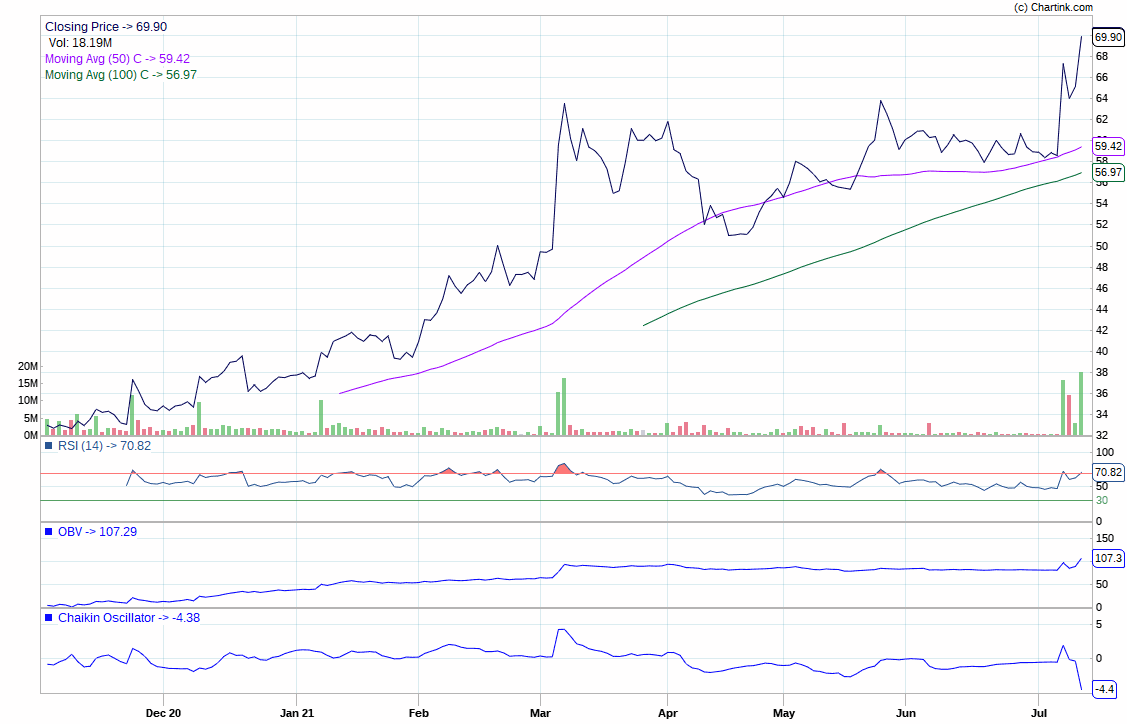 (c) Chartink.com
Closing Price -> 69.90
Vol: 18.19M
Moving Avg (50) C -> 59.42
Moving Avg (100) C -> 56.97
69.90
68
66
64
62
60
59.42
58
56.97
56
54
52
50
48
46
44
42
40
38
36
34
32
20M
15M
10M
5M
0M
RSI (14) -> 70.82
100
70.82
50
30
0
OBV -> 107.29
150
107.3
50
0
Chaikin Oscillator -> -4.38
5
0
-4.4
Dec 20 Jan 21 Feb Mar Apr May Jun Jul